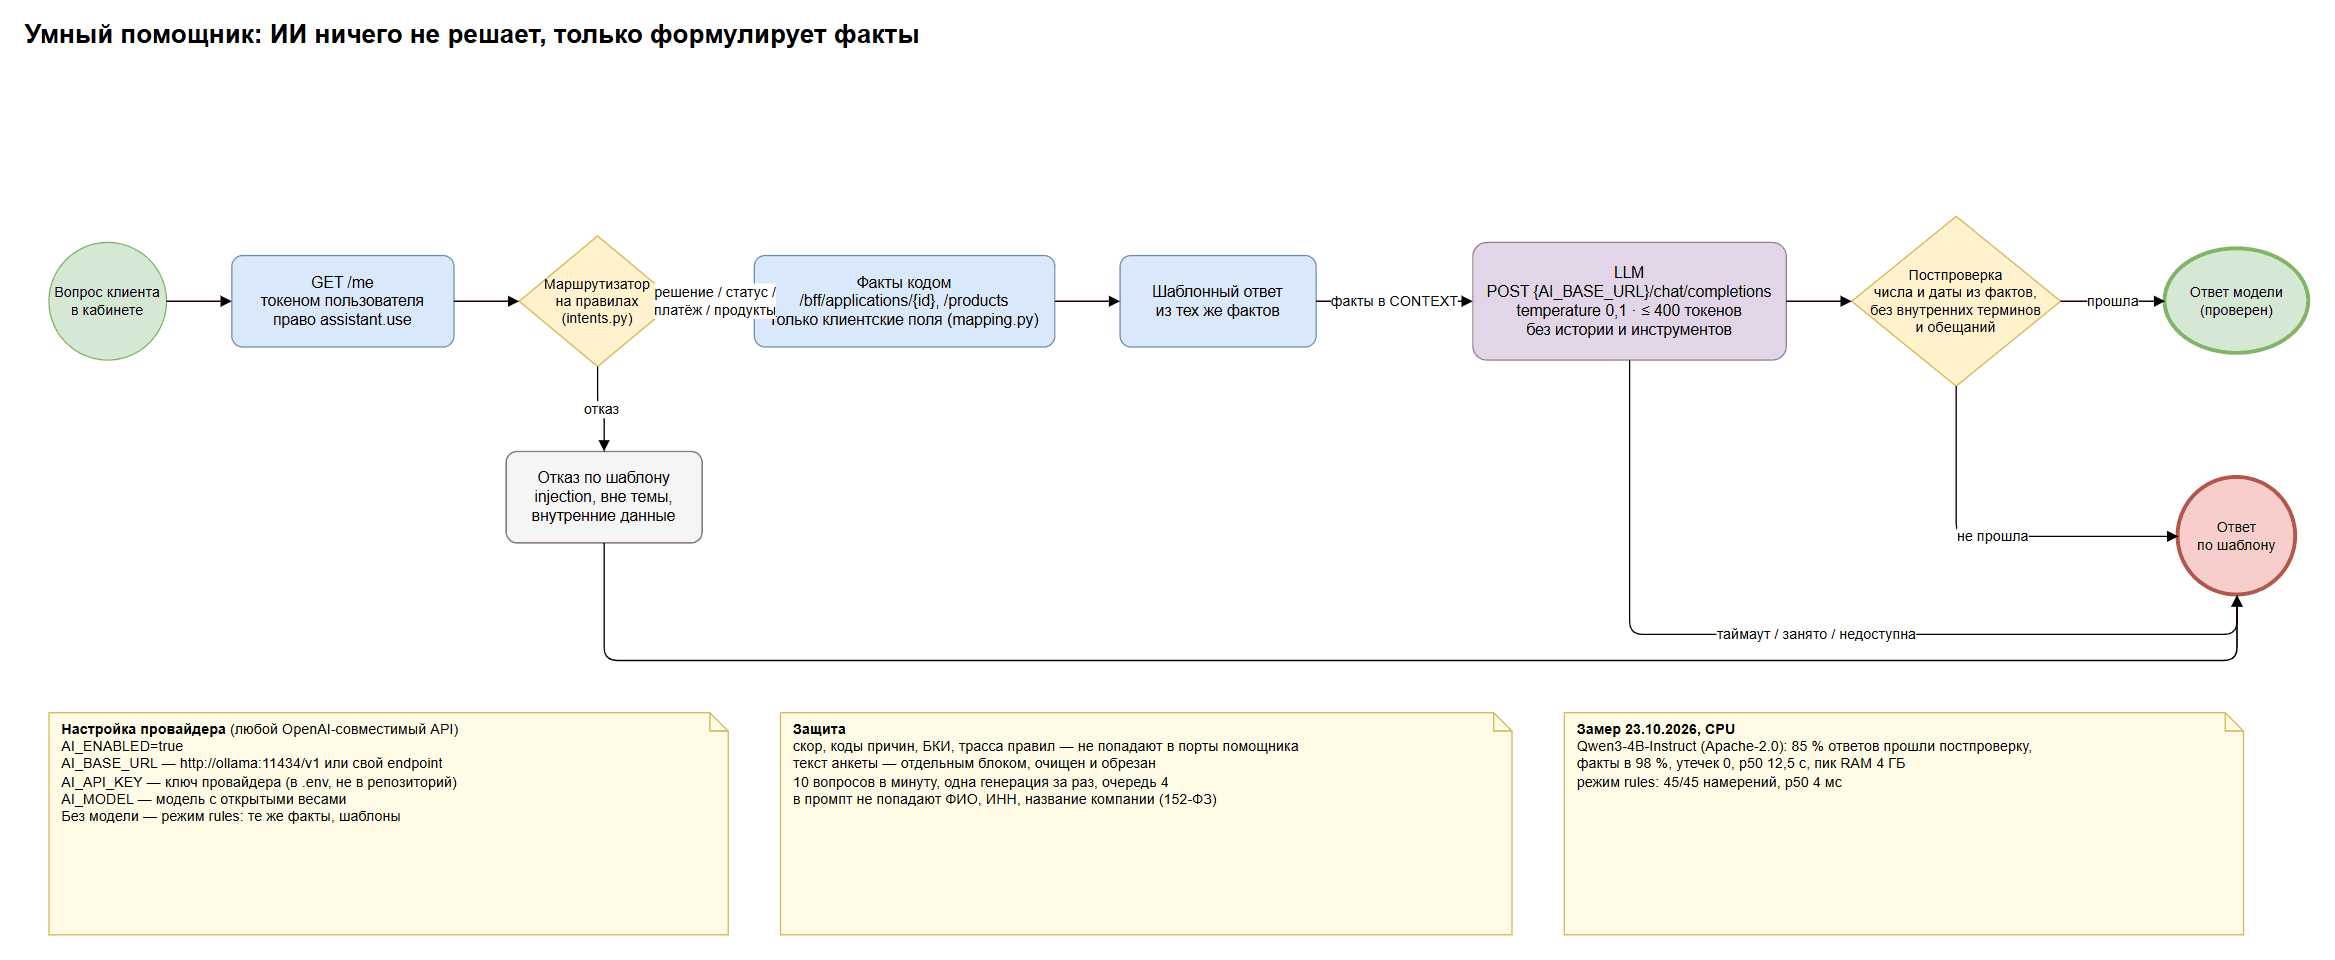 Умный помощник: ИИ ничего не решает, только формулирует факты
Вопрос клиента
в кабинете
GET /me
токеном пользователя
право assistant.use
Маршрутизатор
на правилах
(intents.py)
решение / статус /
платёж / продукты
Факты кодом
/bff/applications/{id}, /products
только клиентские поля (mapping.py)
Шаблонный ответ
из тех же фактов
факты в CONTEXT
LLM
POST {AI_BASE_URL}/chat/completions
temperature 0,1 · ≤ 400 токенов
без истории и инструментов
Постпроверка
числа и даты из фактов,
без внутренних терминов
и обещаний
прошла
Ответ модели
(проверен)
отказ
Отказ по шаблону
injection, вне темы,
внутренние данные
не прошла
Ответ
по шаблону
таймаут / занято / недоступна
Настройка провайдера (любой OpenAI-совместимый API)
AI_ENABLED=true
AI_BASE_URL — http://ollama:11434/v1 или свой endpoint
AI_API_KEY — ключ провайдера (в .env, не в репозиторий)
AI_MODEL — модель с открытыми весами
Без модели — режим rules: те же факты, шаблоны
Защита
скор, коды причин, БКИ, трасса правил — не попадают в порты помощника
текст анкеты — отдельным блоком, очищен и обрезан
10 вопросов в минуту, одна генерация за раз, очередь 4
в промпт не попадают ФИО, ИНН, название компании (152-ФЗ)
Замер 23.10.2026, CPU
Qwen3-4B-Instruct (Apache-2.0): 85 % ответов прошли постпроверку,
факты в 98 %, утечек 0, p50 12,5 с, пик RAM 4 ГБ
режим rules: 45/45 намерений, p50 4 мс